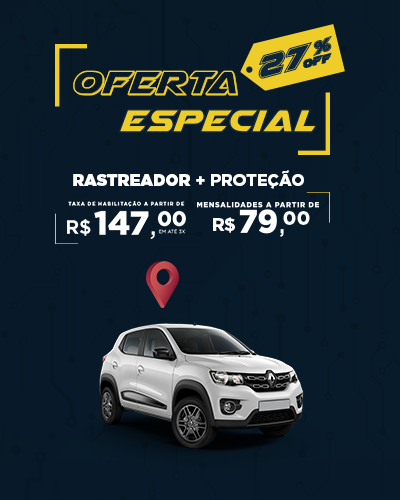 27% OFF
OFERTA
ESPECIAL
RASTREADOR + PROTEÇÃO
TAXA DE HABILITAÇÃO A PARTIR DE
R$ 147,00
EM ATÉ 3X
MENSALIDADES A PARTIR DE
R$ 79,00